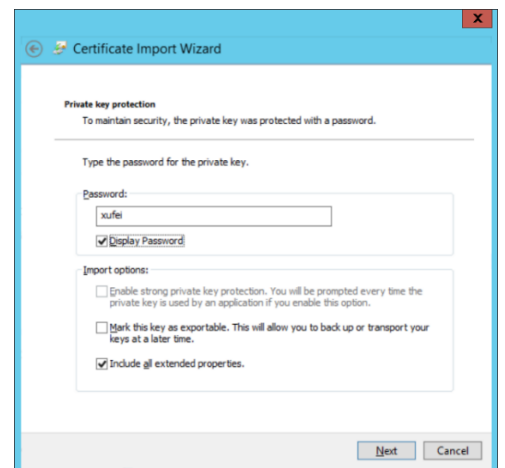 X
Certificate Import Wizard
Private key protection
To maintain security, the private key was protected with a password.
Type the password for the private key.
Password:
xufei
Display Password
Import options:
Enable strong private key protection. You will be prompted every time the
private key is used by an application if you enable this option.
Mark this key as exportable. This will allow you to back up or transport your
keys at a later time.
Include all extended properties.
Next Cancel